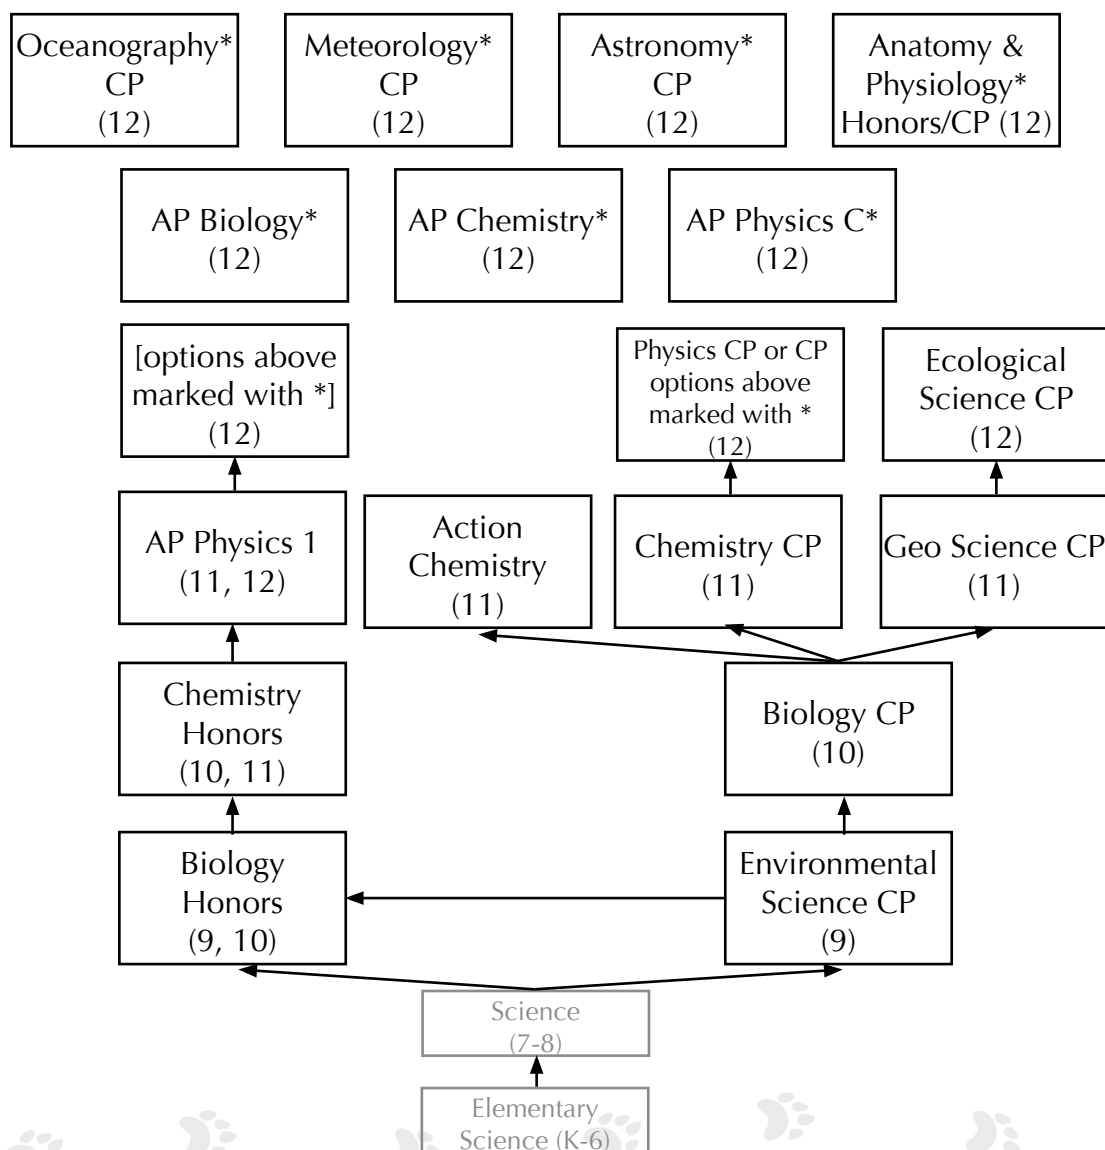 Oceanography*
CP
(12)
Meteorology*
CP
(12)
Astronomy*
CP
(12)
Anatomy &
Physiology*
Honors/CP (12)
AP Biology*
(12)
AP Chemistry*
(12)
AP Physics C*
(12)
[options above
marked with *]
(12)
Physics CP or CP
options above
marked with *
(12)
Ecological
Science CP
(12)
AP Physics 1
(11, 12)
Action
Chemistry
(11)
Chemistry CP
(11)
Geo Science CP
(11)
Chemistry
Honors
(10, 11)
Biology CP
(10)
Biology
Honors
(9, 10)
Environmental
Science CP
(9)
Science
(7-8)
Elementary
Science (K-6)